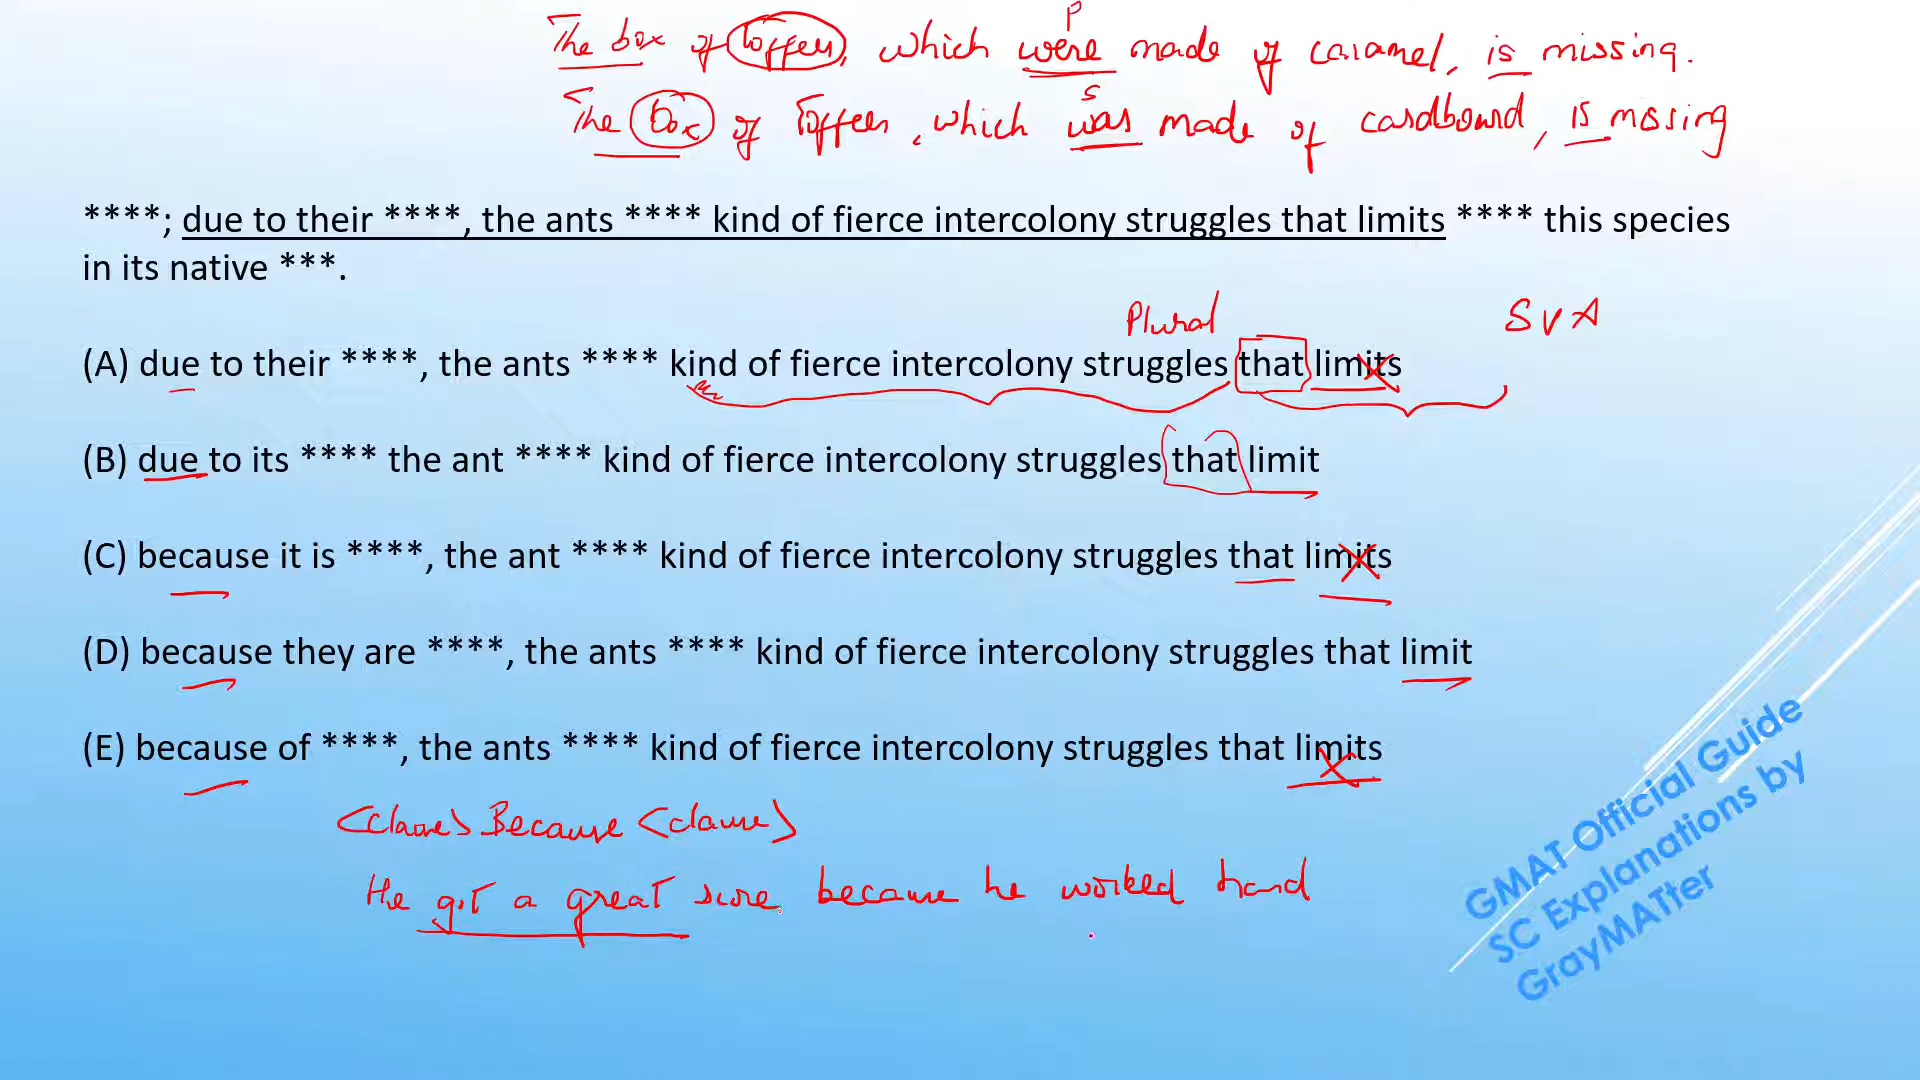 P
The box of toffees, which were made of caramel, is missing.
S
The box of Toffees, which was made of cardboard, is missing
****; due to their ****, the ants **** kind of fierce intercolony struggles that limits **** this species
in its native ***.
Plural
SVA
(A) due to their ****, the ants **** kind of fierce intercolony struggles that limits
(B) due to its **** the ant **** kind of fierce intercolony struggles that limit
(C) because it is ****, the ant **** kind of fierce intercolony struggles that limits
(D) because they are ****, the ants **** kind of fierce intercolony struggles that limit
(E) because of ****, the ants **** kind of fierce intercolony struggles that limits
<clause> Because <clause>
He got a great score because he worked hard
GMAT Official Guide
SC Explanations by
GrayMATter